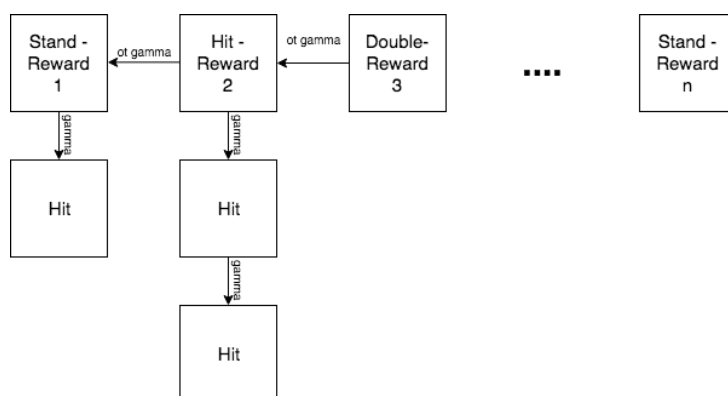 Stand -
Reward
1
ot gamma
Hit -
Reward
2
ot gamma
Double-
Reward
3
....
Stand -
Reward
n
gamma
gamma
Hit
Hit
gamma
Hit